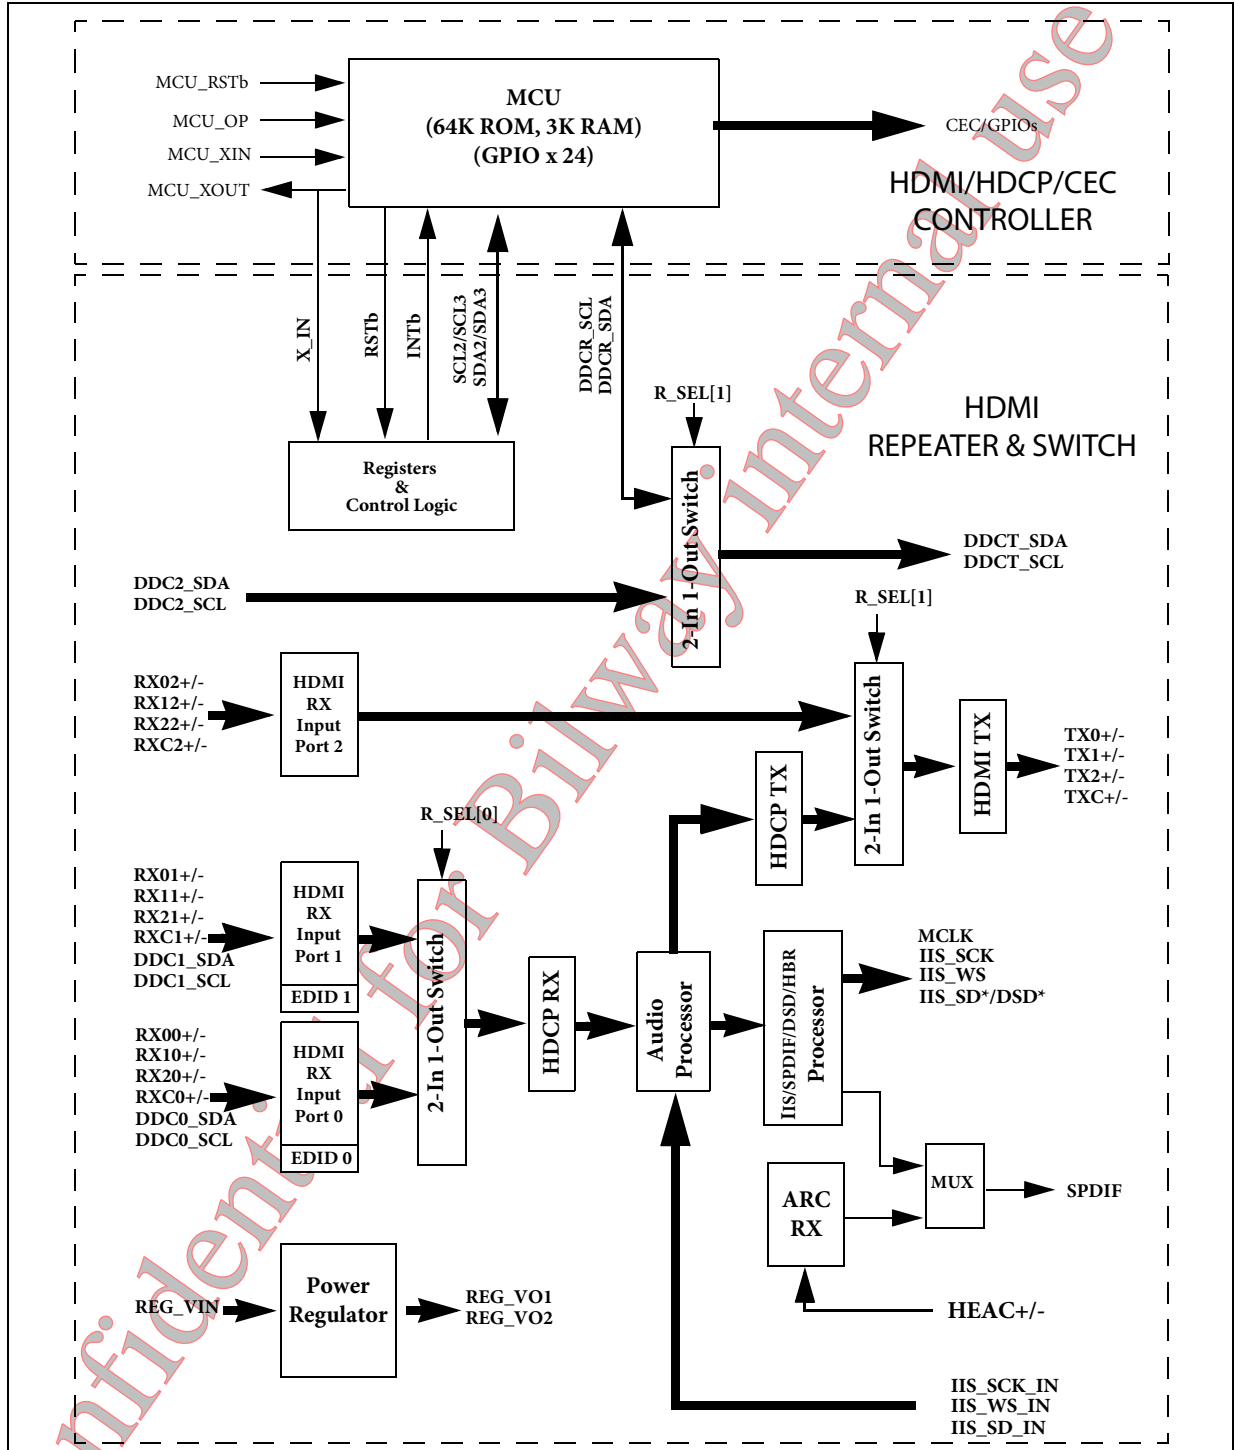 MCU_RSTb
MCU_OP
MCU_XIN
MCU_XOUT
MCU
(64K ROM, 3K RAM)
(GPIO x 24)
CEC/GPIOs
HDMI/HDCP/CEC
CONTROLLER
X_IN
RSTb
INTb
SCL2/SCL3
SDA2/SDA3
DDCR_SCL
DDCR_SDA
R_SEL[1]
HDMI
REPEATER & SWITCH
Registers
&
Control Logic
2-In 1-Out Switch
DDCT_SDA
DDCT_SCL
DDC2_SDA
DDC2_SCL
R_SEL[1]
RX02+/-
RX12+/-
RX22+/-
RXC2+/-
HDMI
RX
Input
Port 2
2-In 1-Out Switch
HDMI TX
TX0+/-
TX1+/-
TX2+/-
TXC+/-
HDCP TX
R_SEL[0]
RX01+/-
RX11+/-
RX21+/-
RXC1+/-
DDC1_SDA
DDC1_SCL
HDMI
RX
Input
Port 1
EDID 1
2-In 1-Out Switch
HDCP RX
Audio
Processor
IIS/SPDIF/DSD/HBR
Processor
MCLK
IIS_SCK
IIS_WS
IIS_SD*/DSD*
RX00+/-
RX10+/-
RX20+/-
RXC0+/-
DDC0_SDA
DDC0_SCL
HDMI
RX
Input
Port 0
EDID 0
ARC
RX
MUX
SPDIF
REG_VIN
Power
Regulator
REG_VO1
REG_VO2
HEAC+/-
IIS_SCK_IN
IIS_WS_IN
IIS_SD_IN
nfidential for Bilway internal use